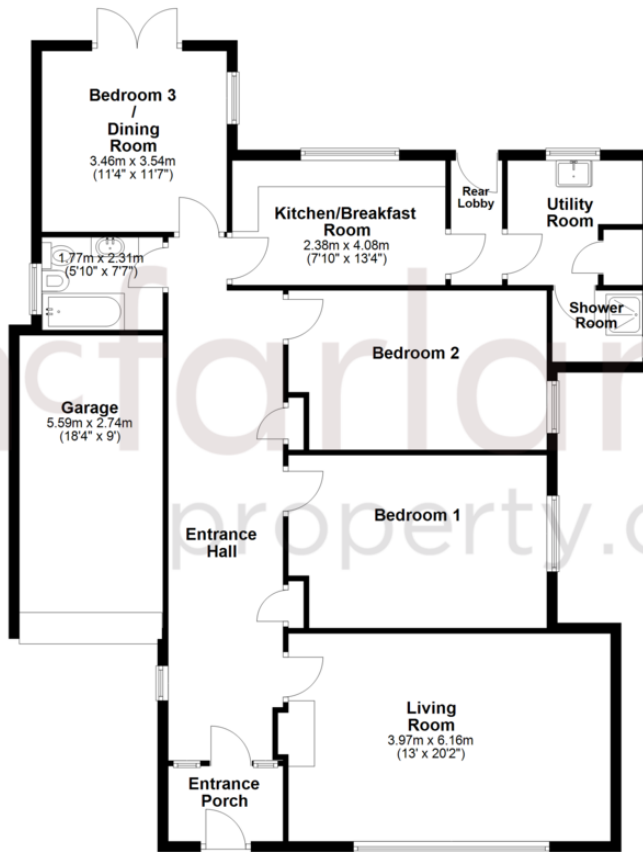 Bedroom 3
/
Dining
Room
3.46m x 3.54m
(11'4" x 11'7")
Kitchen/Breakfast
Room
2.38m x 4.08m
(7'10" x 13'4")
Rear
Lobby
Utility
Room
1.77m x 2.31m
(5'10" x 7'7")
Shower
Room
Bedroom 2
Garage
5.59m x 2.74m
(18'4" x 9')
Bedroom 1
Entrance
Hall
Living
Room
3.97m x 6.16m
(13' x 20'2")
Entrance
Porch
cfarlan
property.c